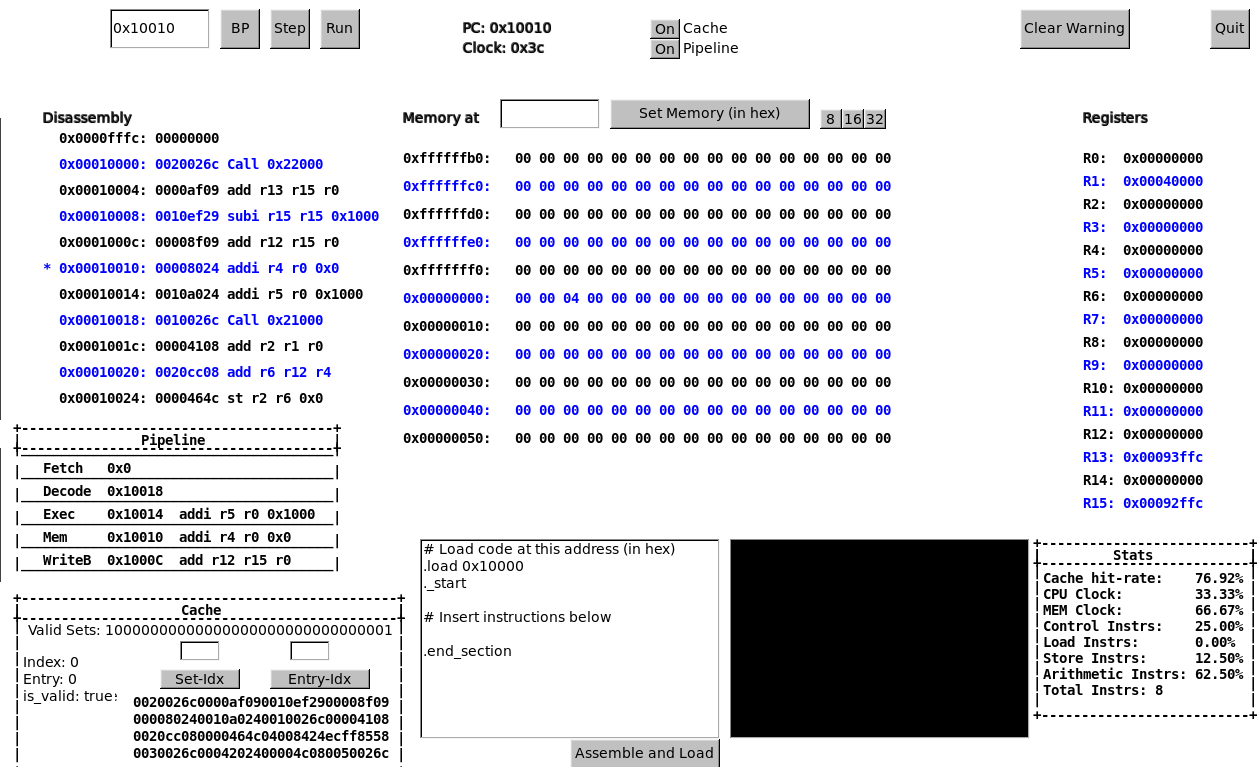 0x10010 BP Step Run PC: 0x10010 On Cache Clear Warning Quit
Clock: 0x3c On Pipeline
Disassembly
0x0000fffc: 00000000
0x00010000: 0020026c Call 0x22000
0x00010004: 0000af09 add r13 r15 r0
0x00010008: 0010ef29 subi r15 r15 0x1000
0x0001000c: 00008f09 add r12 r15 r0
* 0x00010010: 00008024 addi r4 r0 0x0
0x00010014: 0010a024 addi r5 r0 0x1000
0x00010018: 0010026c Call 0x21000
0x0001001c: 00004108 add r2 r1 r0
0x00010020: 0020cc08 add r6 r12 r4
0x00010024: 0000464c st r2 r6 0x0
Memory at Set Memory (in hex) 8 16 32
0xffffffb0: 00 00 00 00 00 00 00 00 00 00 00 00 00 00 00 00
0xffffffc0: 00 00 00 00 00 00 00 00 00 00 00 00 00 00 00 00
0xffffffd0: 00 00 00 00 00 00 00 00 00 00 00 00 00 00 00 00
0xffffffe0: 00 00 00 00 00 00 00 00 00 00 00 00 00 00 00 00
0xfffffff0: 00 00 00 00 00 00 00 00 00 00 00 00 00 00 00 00
0x00000000: 00 00 04 00 00 00 00 00 00 00 00 00 00 00 00 00
0x00000010: 00 00 00 00 00 00 00 00 00 00 00 00 00 00 00 00
0x00000020: 00 00 00 00 00 00 00 00 00 00 00 00 00 00 00 00
0x00000030: 00 00 00 00 00 00 00 00 00 00 00 00 00 00 00 00
0x00000040: 00 00 00 00 00 00 00 00 00 00 00 00 00 00 00 00
0x00000050: 00 00 00 00 00 00 00 00 00 00 00 00 00 00 00 00
Registers
R0: 0x00000000
R1: 0x00040000
R2: 0x00000000
R3: 0x00000000
R4: 0x00000000
R5: 0x00000000
R6: 0x00000000
R7: 0x00000000
R8: 0x00000000
R9: 0x00000000
R10: 0x00000000
R11: 0x00000000
R12: 0x00000000
R13: 0x00093ffc
R14: 0x00000000
R15: 0x00092ffc
Pipeline
Fetch 0x0
Decode 0x10018
Exec 0x10014 addi r5 r0 0x1000
Mem 0x10010 addi r4 r0 0x0
WriteB 0x1000C add r12 r15 r0
Cache
Valid Sets: 10000000000000000000000000000001
Index: 0
Entry: 0 Set-Idx Entry-Idx
is_valid: true
0020026c0000af090010ef2900008f09
000080240010a0240010026c00004108
0020cc080000464c04008424ecff8558
0030026c0004202400004c080050026c
# Load code at this address (in hex)
.load 0x10000
._start
# Insert instructions below
.end_section
Assemble and Load
Stats
Cache hit-rate: 76.92%
CPU Clock: 33.33%
MEM Clock: 66.67%
Control Instrs: 25.00%
Load Instrs: 0.00%
Store Instrs: 12.50%
Arithmetic Instrs: 62.50%
Total Instrs: 8